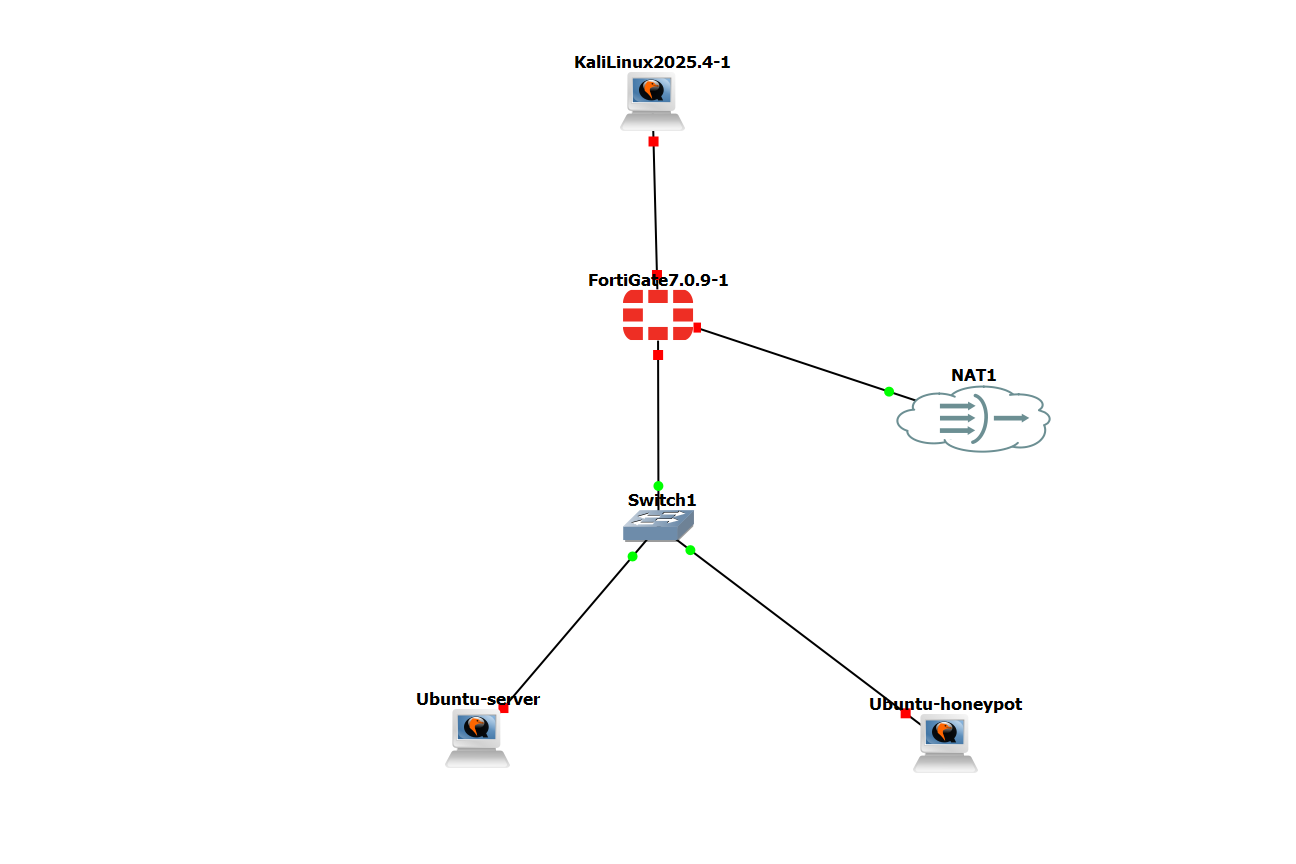 KaliLinux2025.4-1
FortiGate7.0.9-1
NAT1
Switch1
Ubuntu-server
Ubuntu-honeypot